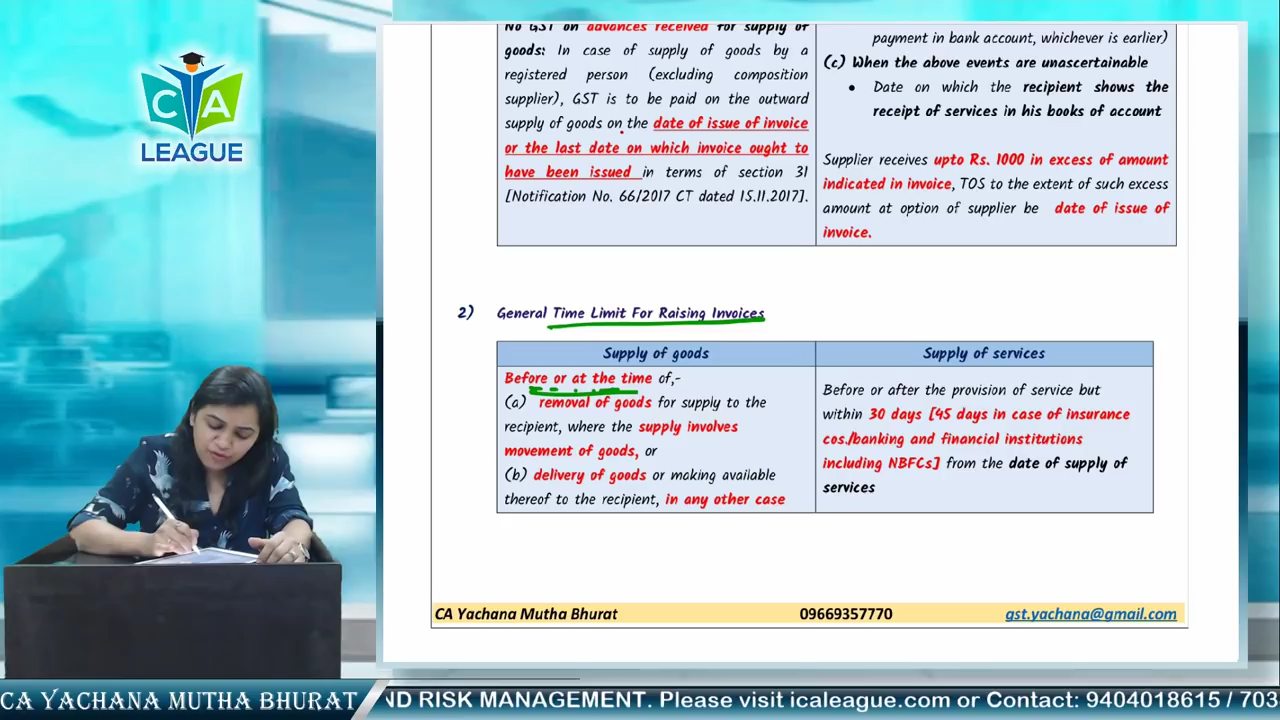 CA
LEAGUE
No GST on advances received for supply of
goods: In case of supply of goods by a
registered person (excluding composition
supplier), GST is to be paid on the outward
supply of goods on the date of issue of invoice
or the last date on which invoice ought to
have been issued in terms of section 31
[Notification No. 66/2017 CT dated 15.11.2017].
payment in bank account, whichever is earlier)
(c) When the above events are unascertainable
• Date on which the recipient shows the
receipt of services in his books of account
Supplier receives upto Rs. 1000 in excess of amount
indicated in invoice, TOS to the extent of such excess
amount at option of supplier be date of issue of
invoice.
2) General Time Limit For Raising Invoices
Supply of goods
Before or at the time of,-
(a) removal of goods for supply to the
recipient, where the supply involves
movement of goods, or
(b) delivery of goods or making available
thereof to the recipient, in any other case
Supply of services
Before or after the provision of service but
within 30 days [45 days in case of insurance
cos./banking and financial institutions
including NBFCs] from the date of supply of
services
CA Yachana Mutha Bhurat 09669357770 gst.yachana@gmail.com
CA YACHANA MUTHA BHURAT
ND RISK MANAGEMENT. Please visit icaleague.com or Contact: 9404018615 / 703